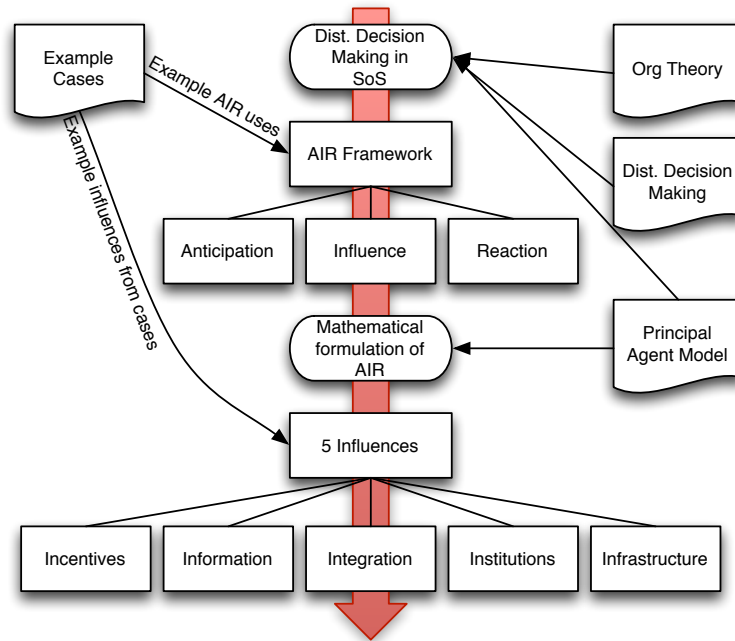 Example
Cases
Dist. Decision
Making in
SoS
Org Theory
Example AIR uses
AIR Framework
Dist. Decision
Making
Example influences from cases
Anticipation
Influence
Reaction
Mathematical
formulation of
AIR
Principal
Agent Model
5 Influences
Incentives
Information
Integration
Institutions
Infrastructure